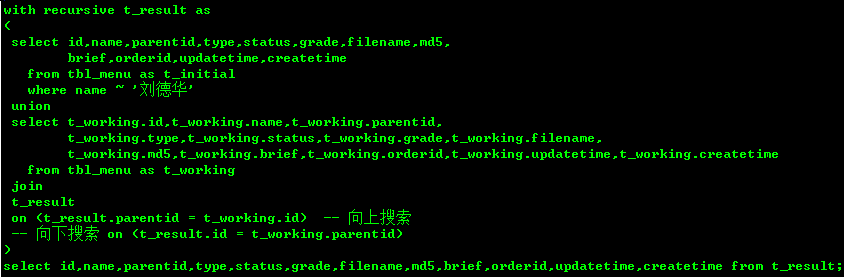 with recursive t_result as
(
select id,name,parentid,type,status,grade,filename,md5,
brief,orderid,updatetime,createtime
from tbl_menu as t_initial
where name ~ '刘德华'
union
select t_working.id,t_working.name,t_working.parentid,
t_working.type,t_working.status,t_working.grade,t_working.filename,
t_working.md5,t_working.brief,t_working.orderid,t_working.updatetime,t_working.createtime
from tbl_menu as t_working
join
t_result
on (t_result.parentid = t_working.id)  -- 向上搜索
-- 向下搜索 on (t_result.id = t_working.parentid)
)
select id,name,parentid,type,status,grade,filename,md5,brief,orderid,updatetime,createtime from t_result;